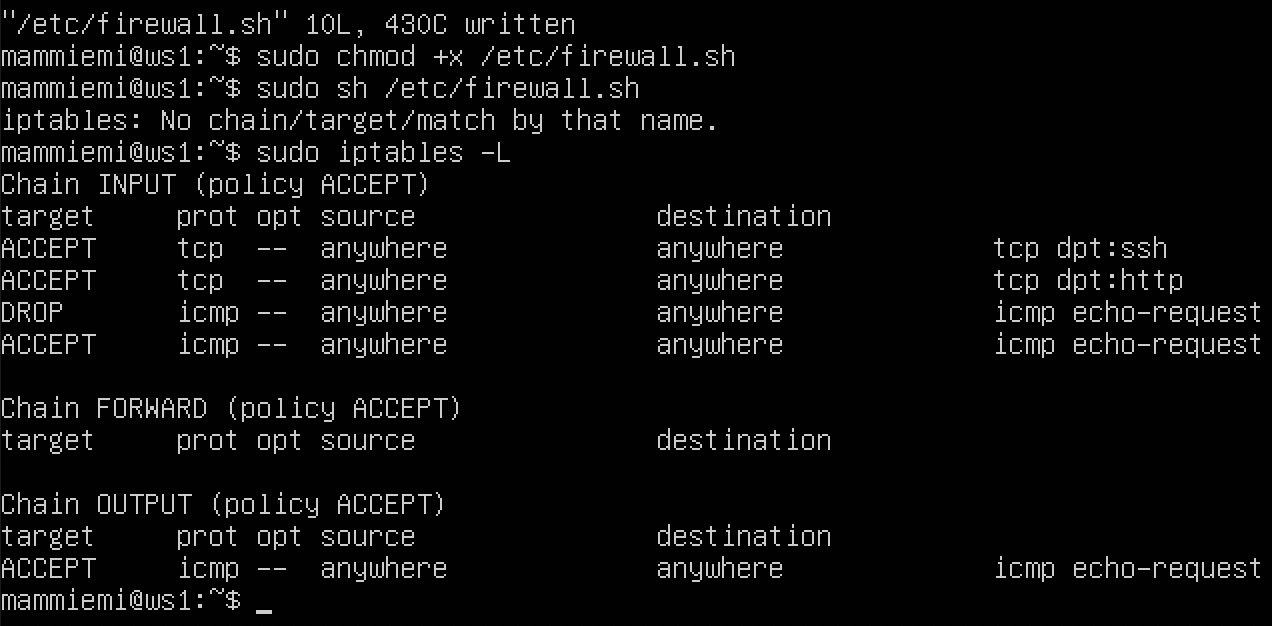 "/etc/firewall.sh" 10L, 430C written
mammiemi@ws1:~$ sudo chmod +x /etc/firewall.sh
mammiemi@ws1:~$ sudo sh /etc/firewall.sh
iptables: No chain/target/match by that name.
mammiemi@ws1:~$ sudo iptables -L
Chain INPUT (policy ACCEPT)
target     prot opt source               destination
ACCEPT     tcp  --  anywhere             anywhere             tcp dpt:ssh
ACCEPT     tcp  --  anywhere             anywhere             tcp dpt:http
DROP       icmp --  anywhere             anywhere             icmp echo-request
ACCEPT     icmp --  anywhere             anywhere             icmp echo-request

Chain FORWARD (policy ACCEPT)
target     prot opt source               destination

Chain OUTPUT (policy ACCEPT)
target     prot opt source               destination
ACCEPT     icmp --  anywhere             anywhere             icmp echo-request
mammiemi@ws1:~$ _